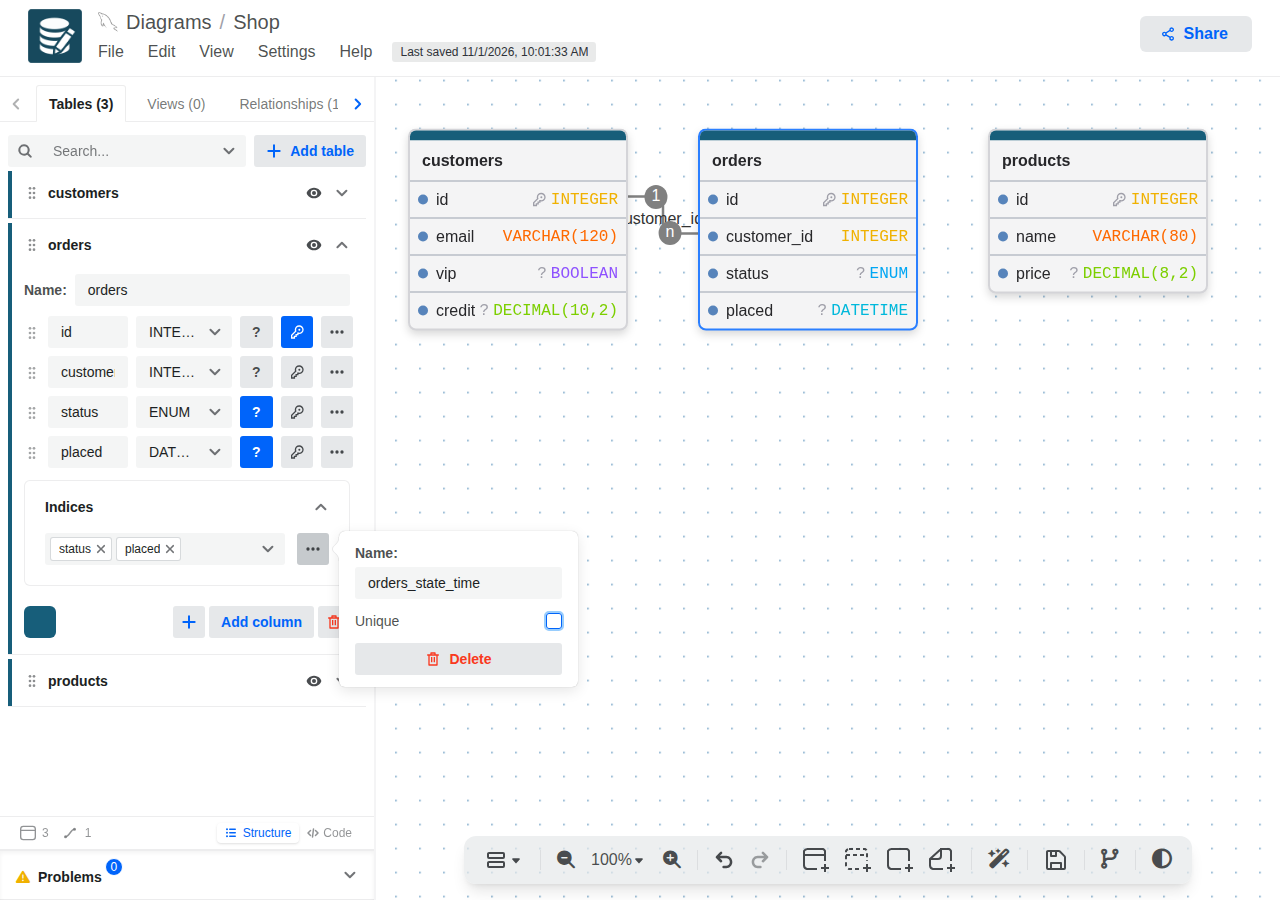 Diagrams / Shop
File Edit View Settings Help Last saved 11/1/2026, 10:01:33 AM
Share
Tables (3) Views (0) Relationships (1
Search... Add table
customers
orders
Name: orders
id INTE... ?
custome INTE... ?
status ENUM ?
placed DAT... ?
Indices
status placed
Add column
products
Name:
orders_state_time
Unique
Delete
3 1 Structure Code
Problems 0
customers
id INTEGER
email VARCHAR(120)
vip ? BOOLEAN
credit ? DECIMAL(10,2)
1
ustomer_id
n
orders
id INTEGER
customer_id INTEGER
status ? ENUM
placed ? DATETIME
products
id INTEGER
name VARCHAR(80)
price ? DECIMAL(8,2)
100%